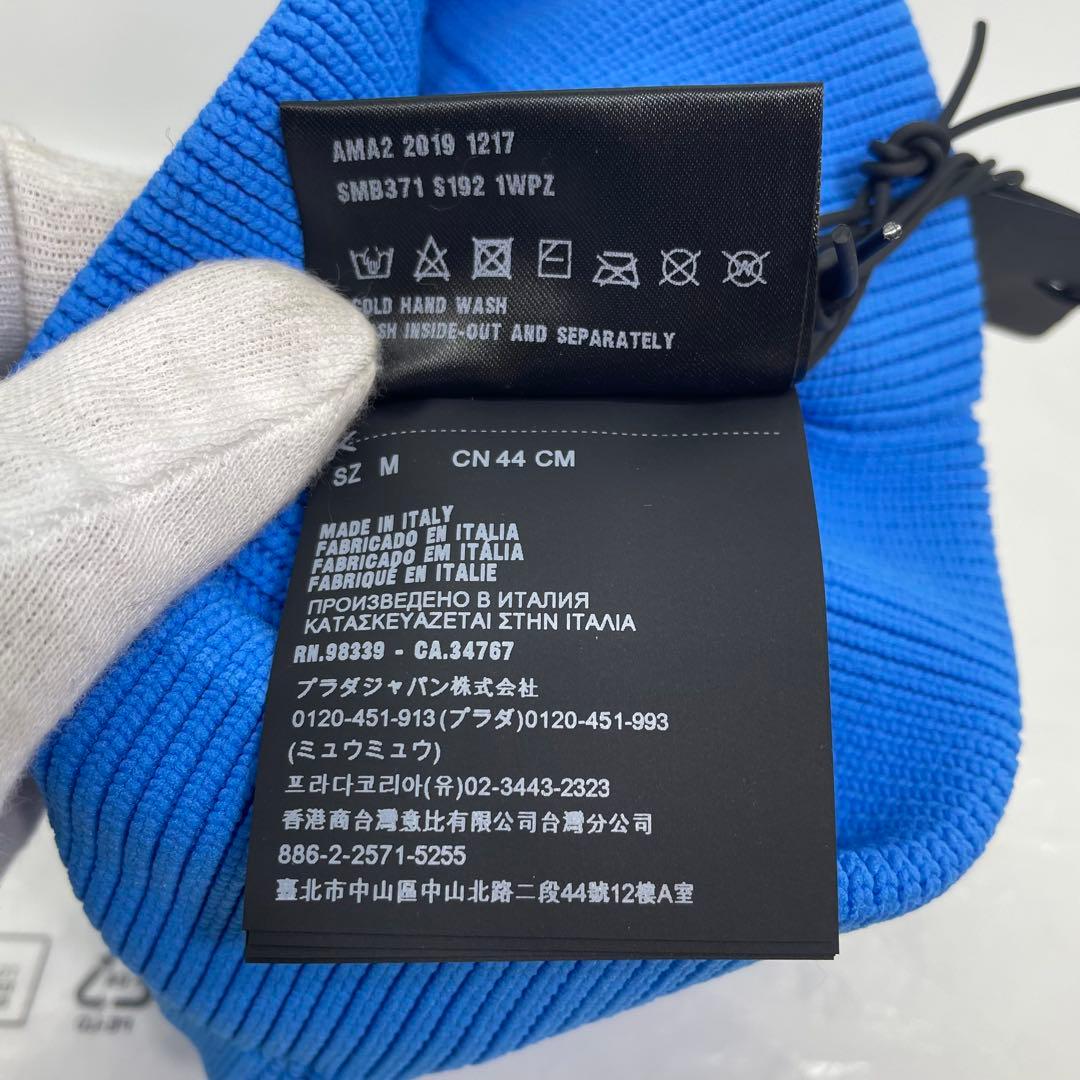 AMA2 2019 1217
SMB371 S192 1WPZ
COLD HAND WASH
INSIDE-OUT AND SEPARATELY
SZ M CN 44 CM
MADE IN ITALY
FABRICADO EN ITALIA
FABRICADO EM ITÁLIA
FABRIQUÉ EN ITALIE
ПРОИЗВЕДЕНО В ИТАЛИЯ
ΚΑΤΑΣΚΕΥΑΖΕΤΑΙ ΣΤΗΝ ΙΤΑΛΙΑ
RN.98339 - CA.34767
プラダジャパン株式会社
0120-451-913(プラダ)0120-451-993
(ミュウミュウ)
프라다코리아(유)02-3443-2323
香港商台灣意比有限公司台灣分公司
886-2-2571-5255
臺北市中山區中山北路二段44號12樓A室